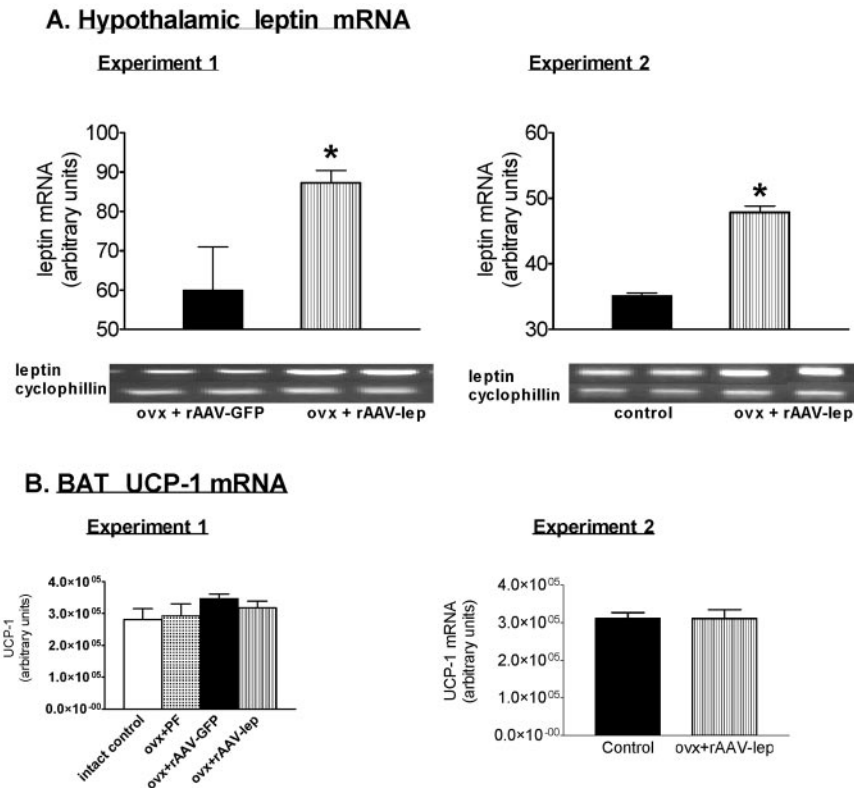 A. Hypothalamic leptin mRNA
Experiment 1
100
90
80
70
60
50
leptin mRNA
(arbitrary units)
*
leptin
cyclophillin
ovx + rAAV-GFP ovx + rAAV-lep
Experiment 2
60
50
40
30
leptin mRNA
(arbitrary units)
*
leptin
cyclophillin
control ovx + rAAV-lep
B. BAT UCP-1 mRNA
Experiment 1
4.0×10⁰⁵
3.0×10⁰⁵
2.0×10⁰⁵
1.0×10⁰⁵
0.0×10⁻⁰⁰
UCP-1
(arbitrary units)
intact control
ovx+PF
ovx+rAAV-GFP
ovx+rAAV-lep
Experiment 2
4.0×10⁰⁵
3.0×10⁰⁵
2.0×10⁰⁵
1.0×10⁰⁵
0.0×10⁻⁰⁰
UCP-1 mRNA
(arbitrary units)
Control ovx+rAAV-lep